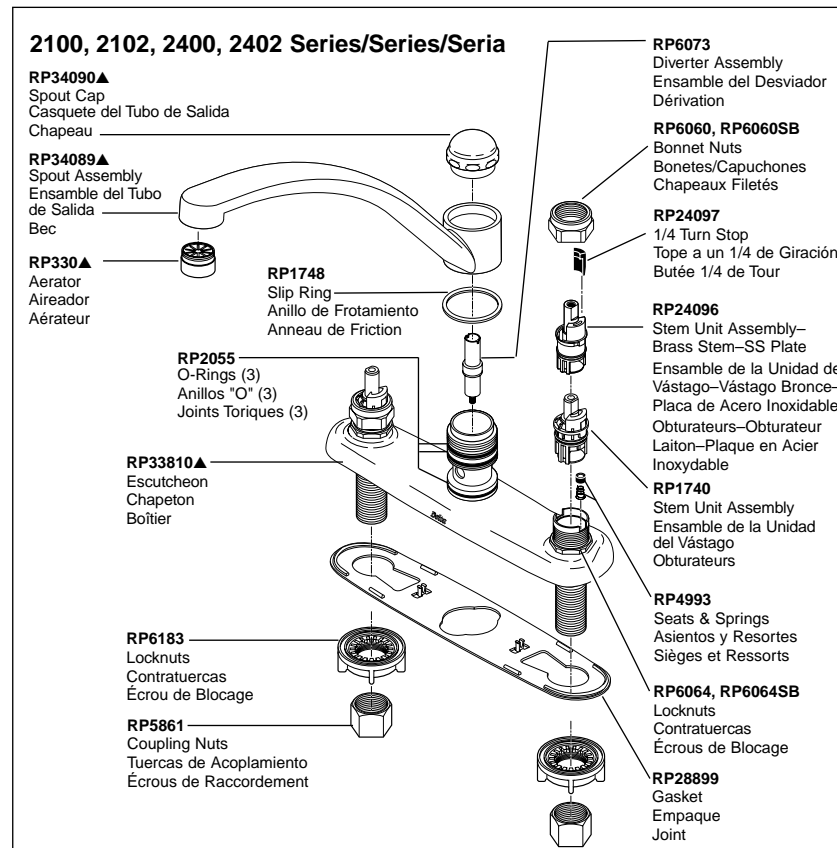 2100, 2102, 2400, 2402 Series/Series/Seria
RP34090▲
Spout Cap
Casquete del Tubo de Salida
Chapeau
RP34089▲
Spout Assembly
Ensamble del Tubo
de Salida
Bec
RP330▲
Aerator
Aireador
Aérateur
RP1748
Slip Ring
Anillo de Frotamiento
Anneau de Friction
RP2055
O-Rings (3)
Anillos "O" (3)
Joints Toriques (3)
RP33810▲
Escutcheon
Chapeton
Boîtier
Delta
RP6183
Locknuts
Contratuercas
Écrou de Blocage
RP5861
Coupling Nuts
Tuercas de Acoplamiento
Écrous de Raccordement
RP6073
Diverter Assembly
Ensamble del Desviador
Dérivation
RP6060, RP6060SB
Bonnet Nuts
Bonetes/Capuchones
Chapeaux Filetés
RP24097
1/4 Turn Stop
Tope a un 1/4 de Giración
Butée 1/4 de Tour
RP24096
Stem Unit Assembly–
Brass Stem–SS Plate
Ensamble de la Unidad de
Vástago–Vástago Bronce–
Placa de Acero Inoxidable
Obturateurs–Obturateur
Laiton–Plaque en Acier
Inoxydable
RP1740
Stem Unit Assembly
Ensamble de la Unidad
del Vástago
Obturateurs
RP4993
Seats & Springs
Asientos y Resortes
Sièges et Ressorts
RP6064, RP6064SB
Locknuts
Contratuercas
Écrous de Blocage
RP28899
Gasket
Empaque
Joint